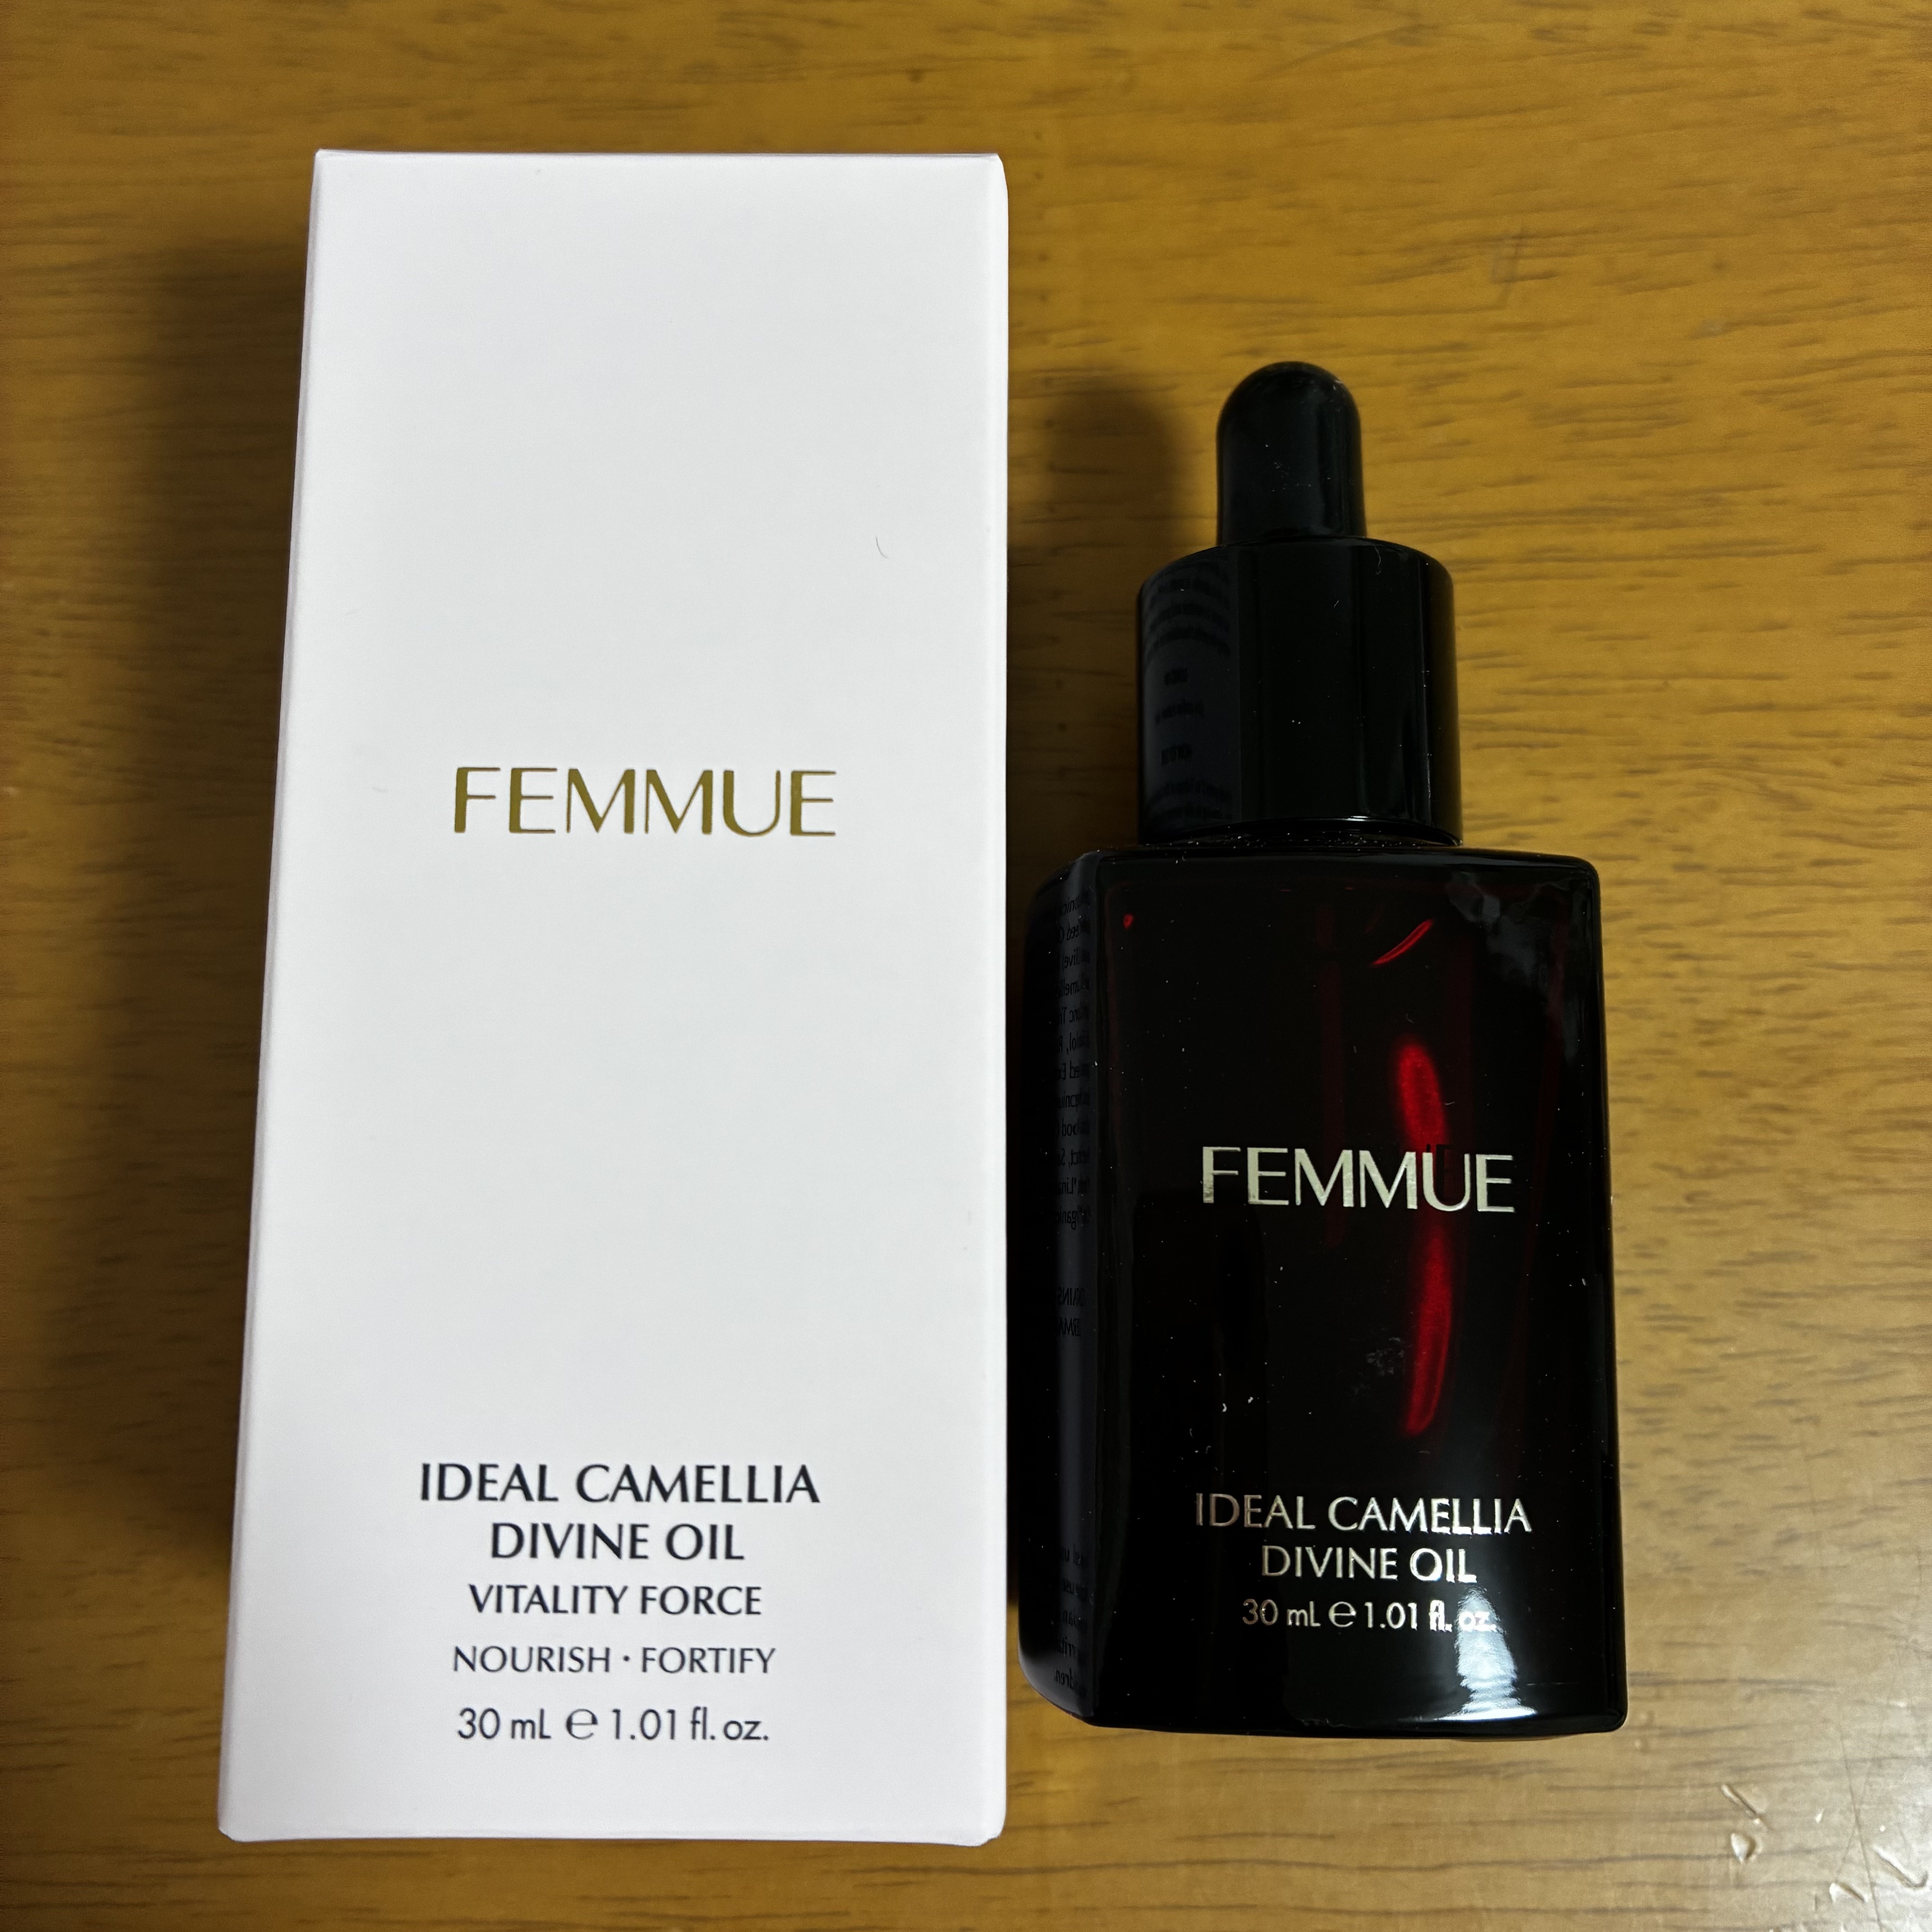 FEMMUE
IDEAL CAMELLIA
DIVINE OIL
VITALITY FORCE
NOURISH · FORTIFY
30 mL ℮ 1.01 fl. oz.
FEMMUE
IDEAL CAMELLIA
DIVINE OIL
30 mL ℮ 1.01 fl. oz.